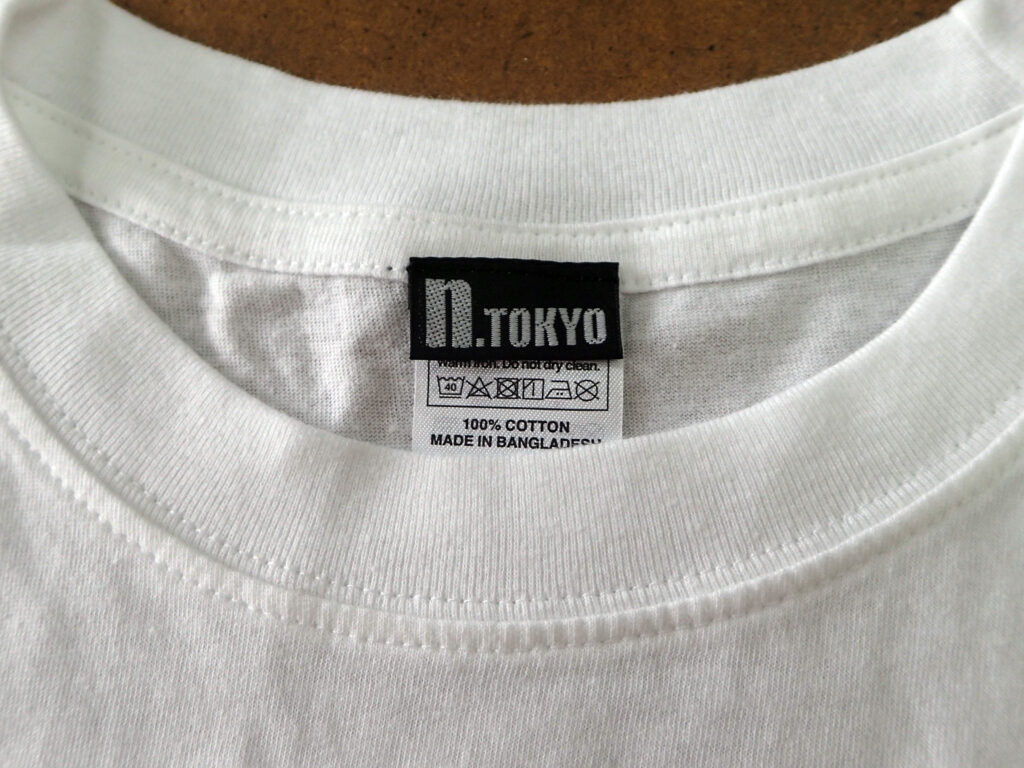 n.TOKYO
Warm iron. Do not dry clean.
40
100% COTTON
MADE IN BANGLADESH